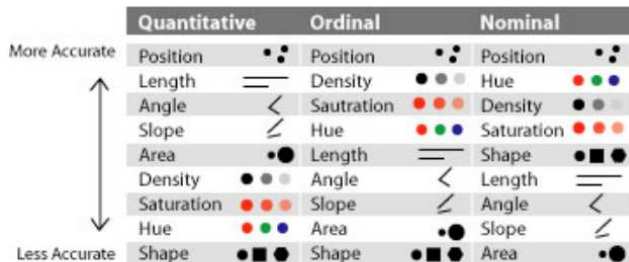 Quantitative Ordinal Nominal
More Accurate Position Position Position
Length Density Hue
Angle Sautration Density
Slope Hue Saturation
Area Length Shape
Density Angle Length
Saturation Slope Angle
Hue Area Slope
Less Accurate Shape Shape Area